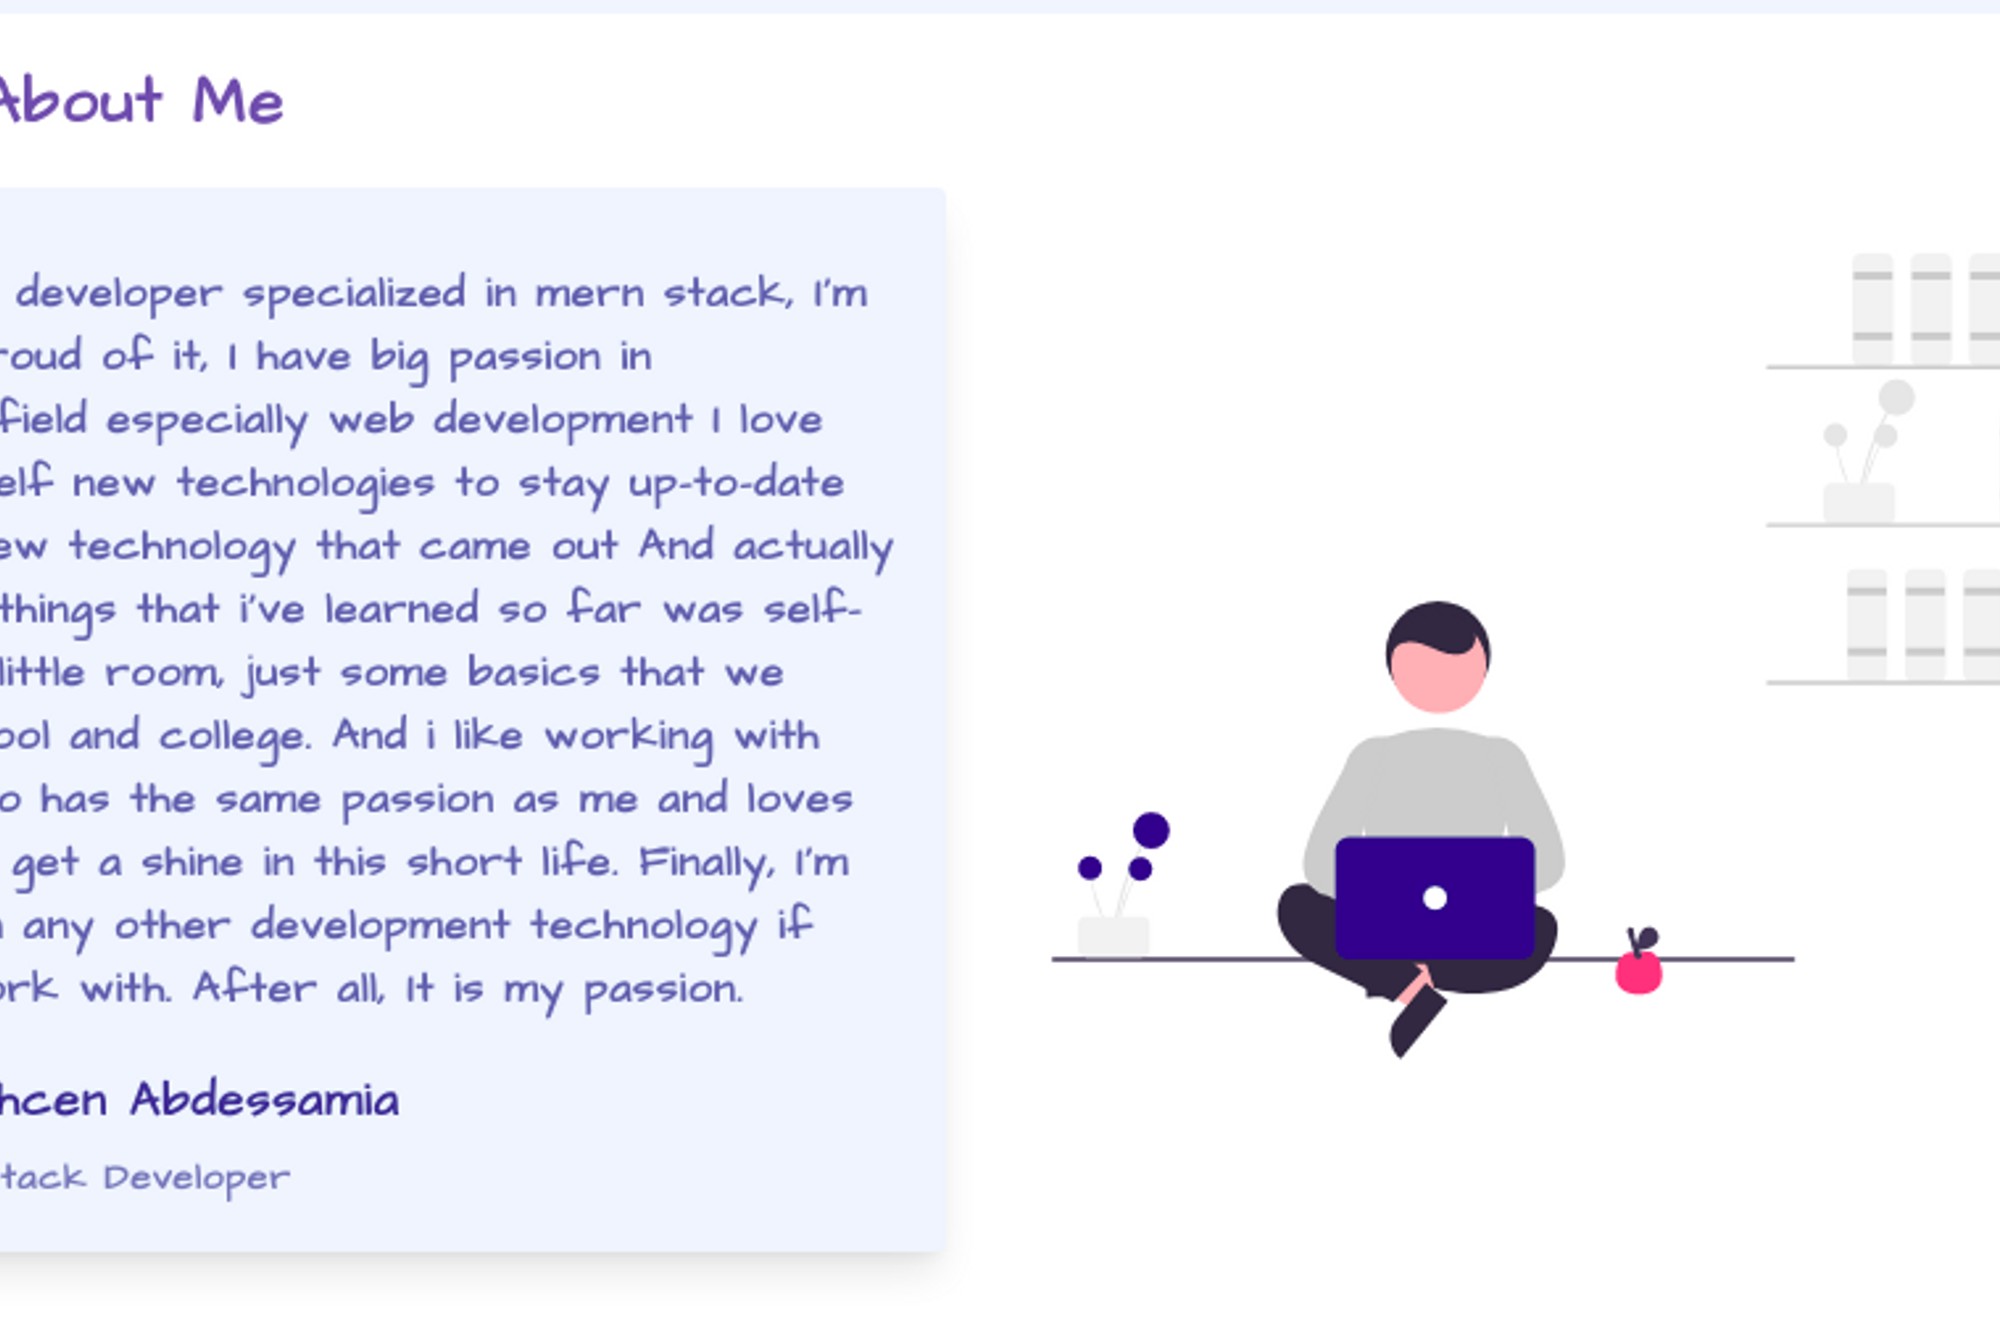 About Me
developer specialized in mern stack, I'm
roud of it, I have big passion in
field especially web development I love
elf new technologies to stay up-to-date
ew technology that came out And actually
things that i've learned so far was self-
little room, just some basics that we
ool and college. And i like working with
o has the same passion as me and loves
get a shine in this short life. Finally, I'm
any other development technology if
ork with. After all, It is my passion.
hcen Abdessamia
tack Developer